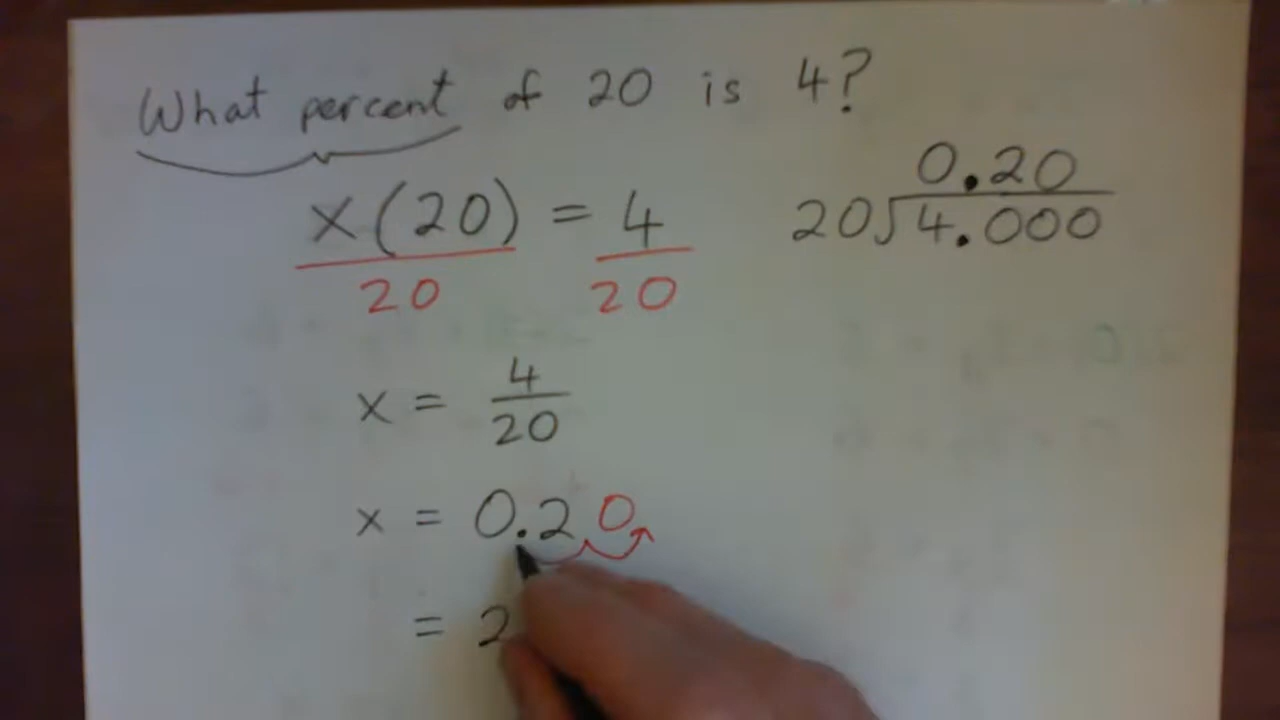 What percent of 20 is 4?
x(20) = 4
20 20
0.20
20√4.000
x = 4/20
x = 0.20
= 2